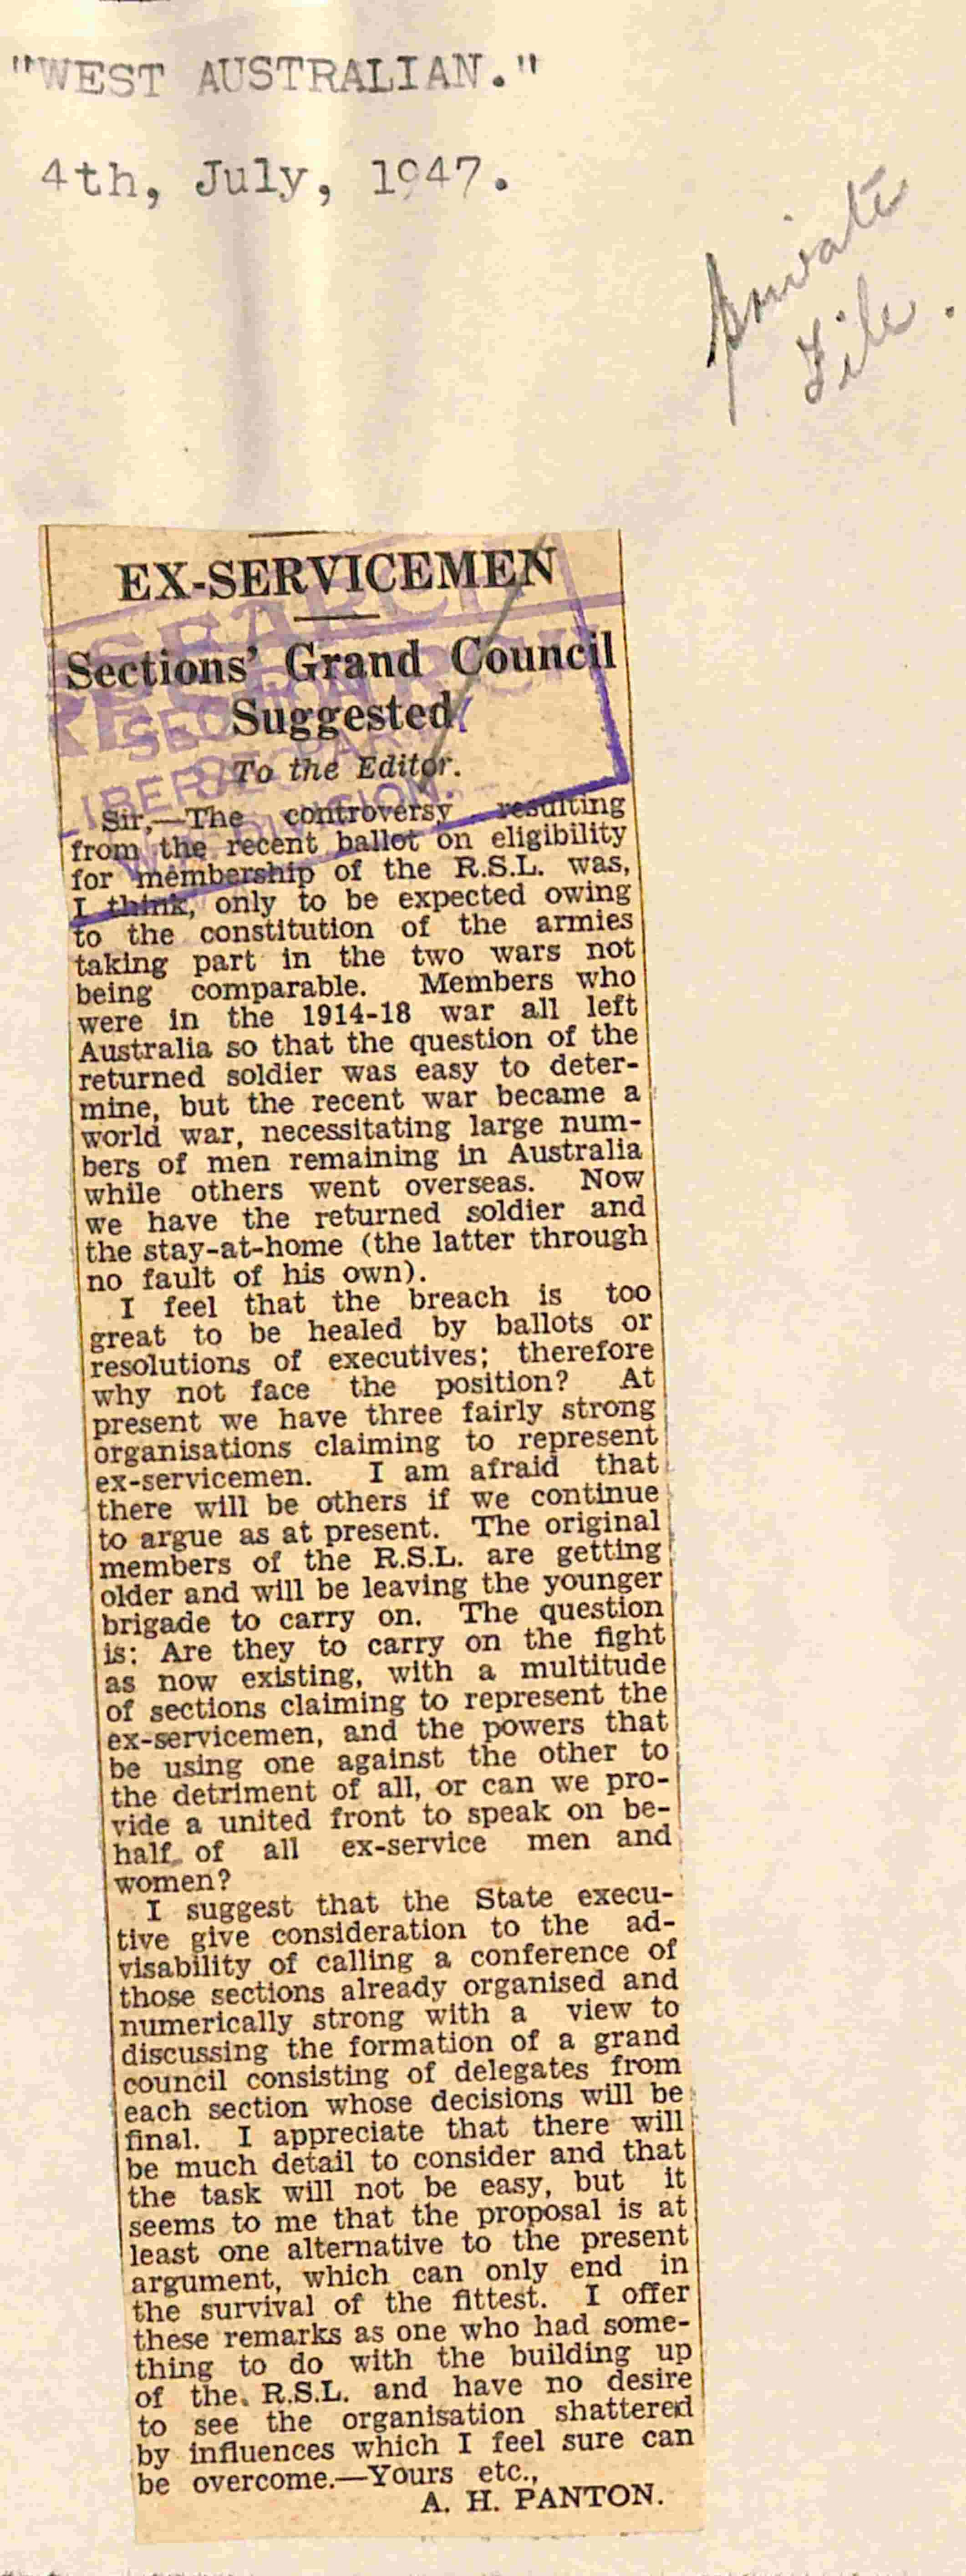 "WEST AUSTRALIAN."
4th, July, 1947.
Private
File.
EX-SERVICEMEN
Sections' Grand Council
Suggested
To the Editor.
RESEARCH
SECTION
LIBERAL PARTY
DIVISION.
Sir,—The controversy resulting
from the recent ballot on eligibility
for membership of the R.S.L. was,
I think, only to be expected owing
to the constitution of the armies
taking part in the two wars not
being comparable. Members who
were in the 1914-18 war all left
Australia so that the question of the
returned soldier was easy to deter-
mine, but the recent war became a
world war, necessitating large num-
bers of men remaining in Australia
while others went overseas. Now
we have the returned soldier and
the stay-at-home (the latter through
no fault of his own).
I feel that the breach is too
great to be healed by ballots or
resolutions of executives; therefore
why not face the position? At
present we have three fairly strong
organisations claiming to represent
ex-servicemen. I am afraid that
there will be others if we continue
to argue as at present. The original
members of the R.S.L. are getting
older and will be leaving the younger
brigade to carry on. The question
is: Are they to carry on the fight
as now existing, with a multitude
of sections claiming to represent the
ex-servicemen, and the powers that
be using one against the other to
the detriment of all, or can we pro-
vide a united front to speak on be-
half of all ex-service men and
women?
I suggest that the State execu-
tive give consideration to the ad-
visability of calling a conference of
those sections already organised and
numerically strong with a view to
discussing the formation of a grand
council consisting of delegates from
each section whose decisions will be
final. I appreciate that there will
be much detail to consider and that
the task will not be easy, but it
seems to me that the proposal is at
least one alternative to the present
argument, which can only end in
the survival of the fittest. I offer
these remarks as one who had some-
thing to do with the building up
of the R.S.L. and have no desire
to see the organisation shattered
by influences which I feel sure can
be overcome.—Yours etc.,
A. H. PANTON.